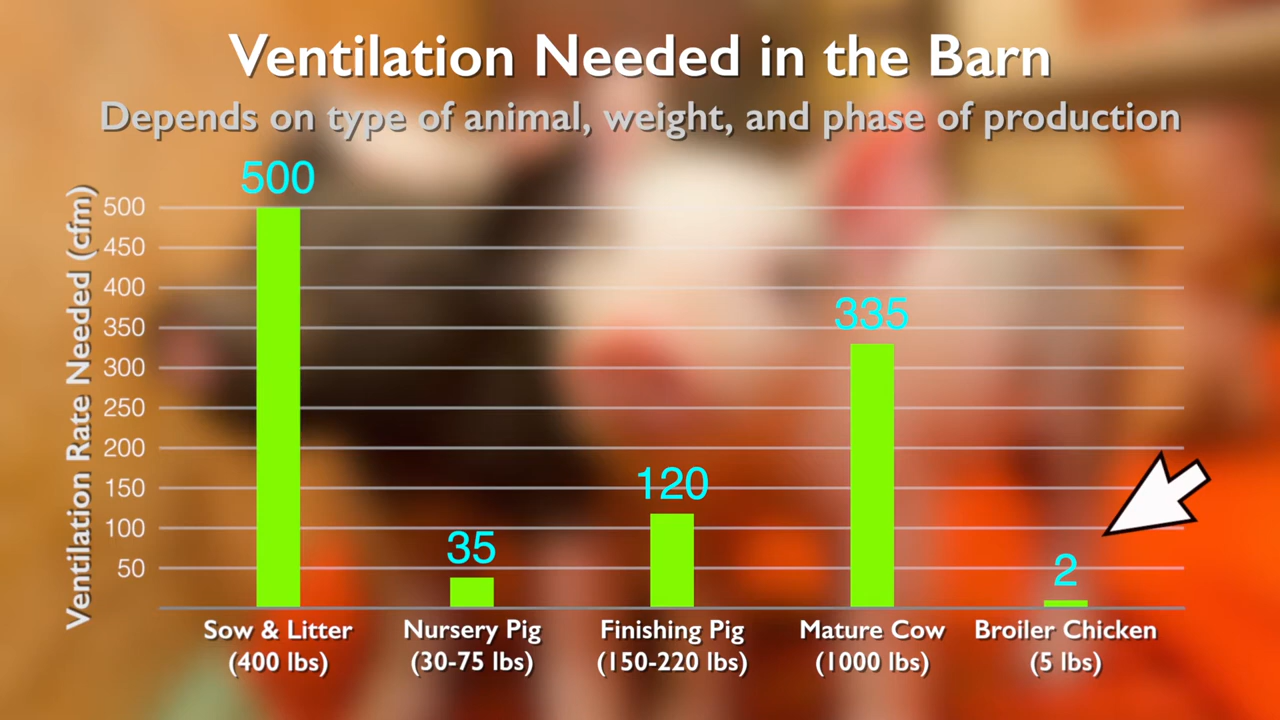 Ventilation Needed in the Barn
Depends on type of animal, weight, and phase of production
Ventilation Rate Needed (cfm)
500
450
400
350
300
250
200
150
100
50
500
35
120
335
2
Sow & Litter
(400 lbs)
Nursery Pig
(30-75 lbs)
Finishing Pig
(150-220 lbs)
Mature Cow
(1000 lbs)
Broiler Chicken
(5 lbs)